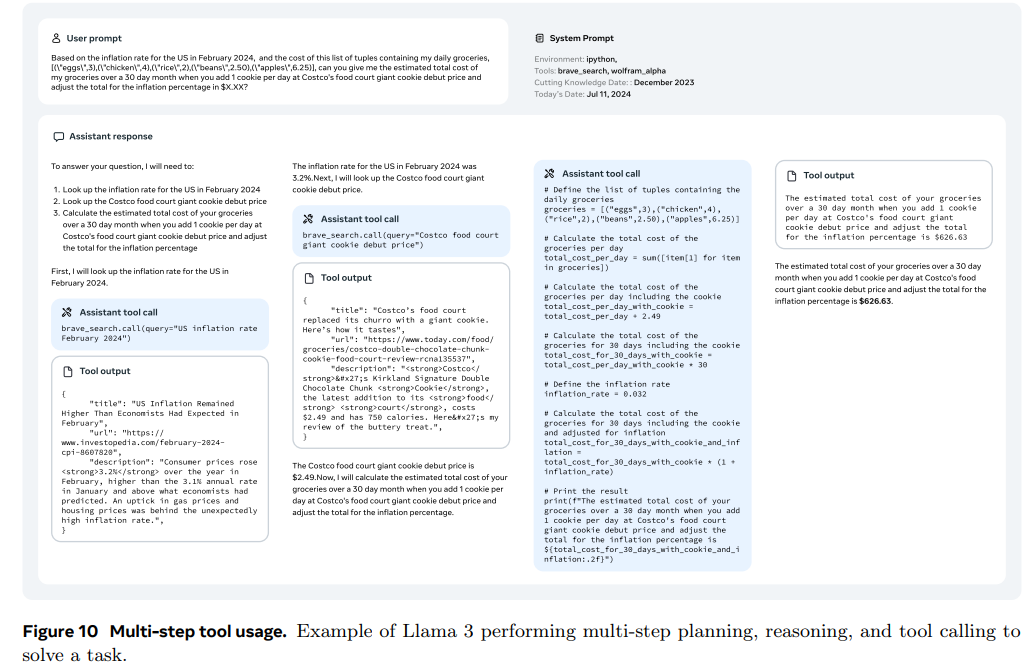 User prompt
Based on the inflation rate for the US in February 2024, and the cost of this list of tuples containing my daily groceries,
[(\"eggs\",3),(\"chicken\",4),(\"rice\",2),(\"beans\",2.50),(\"apples\",6.25)], can you give me the estimated cost of
my groceries over a 30 day month when you add 1 cookie per day at Costco's food court giant cookie debut price and
adjust the total for the inflation percentage in $X.XX?
System Prompt
Environment: ipython,
Tools: brave_search, wolfram_alpha
Cutting Knowledge Date: : December 2023
Today's Date: Jul 11, 2024
Assistant response
To answer your question, I will need to:
1. Look up the inflation rate for the US in February 2024
2. Look up the Costco food court giant cookie debut price
3. Calculate the estimated total cost of your groceries
over a 30 day month when you add 1 cookie per day at
Costco's food court giant cookie debut price and adjust
the total for the inflation percentage
First, I will look up the inflation rate for the US in
February 2024.
Assistant tool call
brave_search.call(query="US inflation rate
February 2024")
Tool output
{
"title": "US Inflation Remained
Higher Than Economists Had Expected in
February",
"url": "https://
www.investopedia.com/february-2024-
cpi-8607820",
"description": "Consumer prices rose
<strong>3.2%</strong> over the year in
February, higher than the 3.1% annual rate
in January and above what economists had
predicted. An uptick in gas prices and
housing prices was behind the unexpectedly
high inflation rate.",
}
The inflation rate for the US in February 2024 was
3.2%.Next, I will look up the Costco food court giant
cookie debut price.
Assistant tool call
brave_search.call(query="Costco food court
giant cookie debut price")
Tool output
{
"title": "Costco's food court
replaced its churro with a giant cookie.
Here's how it tastes",
"url": "https://www.today.com/food/
groceries/costco-double-chocolate-chunk-
cookie-food-court-review-rcna135537",
"description": "<strong>Costco</
strong>&#x27;s Kirkland Signature Double
Chocolate Chunk <strong>Cookie</strong>,
the latest addition to its <strong>food</
strong> <strong>court</strong>, costs
$2.49 and has 750 calories. Here&#x27;s my
review of the buttery treat.",
}
The Costco food court giant cookie debut price is
$2.49.Now, I will calculate the estimated total cost of your
groceries over a 30 day month when you add 1 cookie per
day at Costco's food court giant cookie debut price and
adjust the total for the inflation percentage.
Assistant tool call
# Define the list of tuples containing the
daily groceries
groceries = [("eggs",3),("chicken",4),
("rice",2),("beans",2.50),("apples",6.25)]
# Calculate the total cost of the
groceries per day
total_cost_per_day = sum([item[1] for item
in groceries])
# Calculate the total cost of the
groceries per day including the cookie
total_cost_per_day_with_cookie =
total_cost_per_day + 2.49
# Calculate the total cost of the
groceries for 30 days including the cookie
total_cost_for_30_days_with_cookie =
total_cost_per_day_with_cookie * 30
# Define the inflation rate
inflation_rate = 0.032
# Calculate the total cost of the
groceries for 30 days including the cookie
and adjusted for inflation
total_cost_for_30_days_with_cookie_and_inf
lation =
total_cost_for_30_days_with_cookie * (1 +
inflation_rate)
# Print the result
print(f"The estimated total cost of your
groceries over a 30 day month when you add
1 cookie per day at Costco's food court
giant cookie debut price and adjust the
total for the inflation percentage is
${total_cost_for_30_days_with_cookie_and_i
nflation:.2f}")
Tool output
The estimated total cost of your groceries
over a 30 day month when you add 1 cookie
per day at Costco's food court giant
cookie debut price and adjust the total
for the inflation percentage is $626.63
The estimated total cost of your groceries over a 30 day
month when you add 1 cookie per day at Costco's food
court giant cookie debut price and adjust the total for the
inflation percentage is $626.63.
Figure 10 Multi-step tool usage. Example of Llama 3 performing multi-step planning, reasoning, and tool calling to
solve a task.